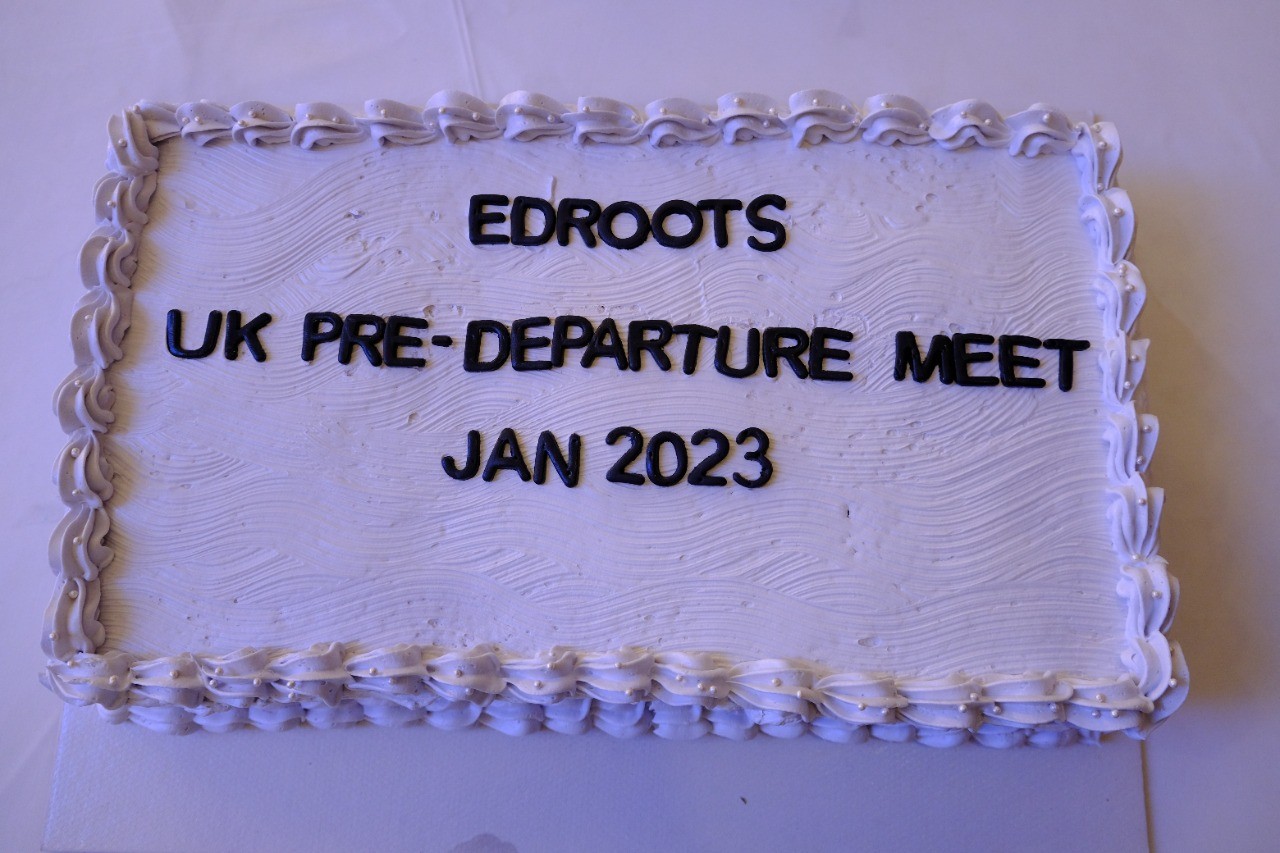 EDROOTS
UK PRE-DEPARTURE MEET
JAN 2023